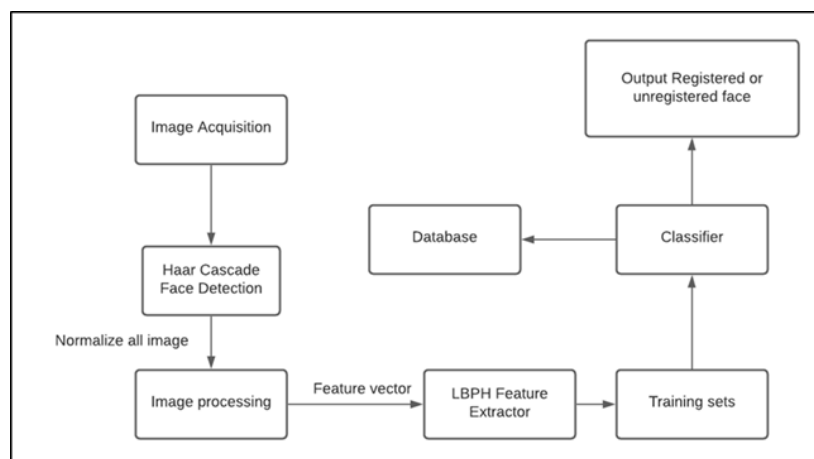 Output Registered or
unregistered face
Image Acquisition
Database
Classifier
Haar Cascade
Face Detection
Normalize all image
Image processing
Feature vector
LBPH Feature
Extractor
Training sets